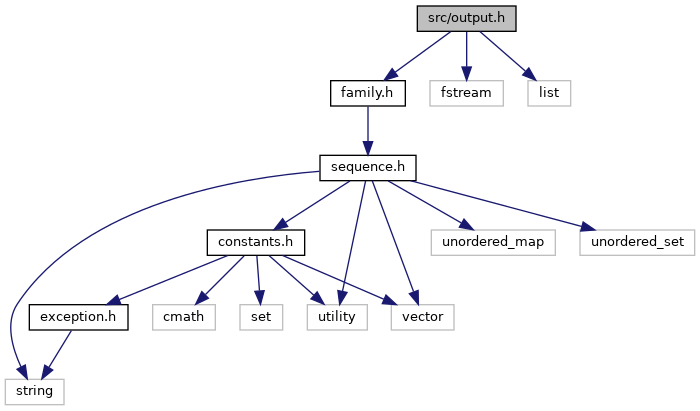 src/output.h
family.h
fstream
list
sequence.h
constants.h
unordered_map
unordered_set
exception.h
cmath
set
utility
vector
string